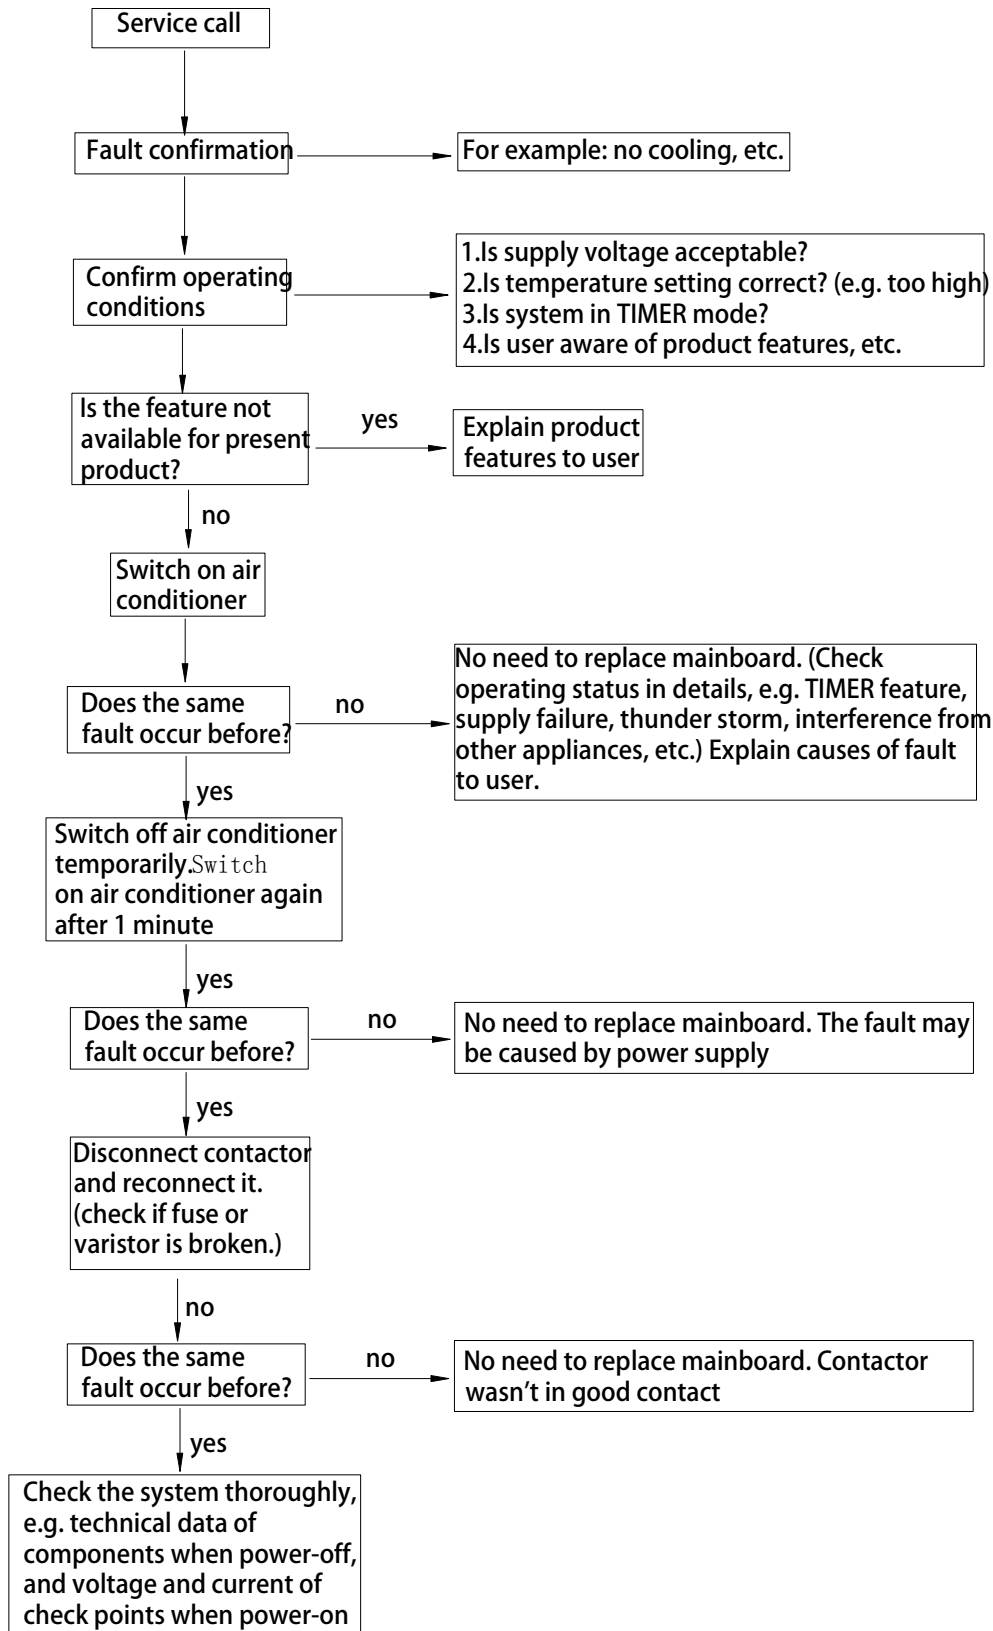 Service call
Fault confirmation
For example: no cooling, etc.
Confirm operating
conditions
1.Is supply voltage acceptable?
2.Is temperature setting correct? (e.g. too high)
3.Is system in TIMER mode?
4.Is user aware of product features, etc.
Is the feature not
available for present
product?
yes
Explain product
features to user
no
Switch on air
conditioner
Does the same
fault occur before?
no
No need to replace mainboard. (Check
operating status in details, e.g. TIMER feature,
supply failure, thunder storm, interference from
other appliances, etc.) Explain causes of fault
to user.
yes
Switch off air conditioner
temporarily.Switch
on air conditioner again
after 1 minute
yes
Does the same
fault occur before?
no
No need to replace mainboard. The fault may
be caused by power supply
yes
Disconnect contactor
and reconnect it.
(check if fuse or
varistor is broken.)
no
Does the same
fault occur before?
no
No need to replace mainboard. Contactor
wasn't in good contact
yes
Check the system thoroughly,
e.g. technical data of
components when power-off,
and voltage and current of
check points when power-on